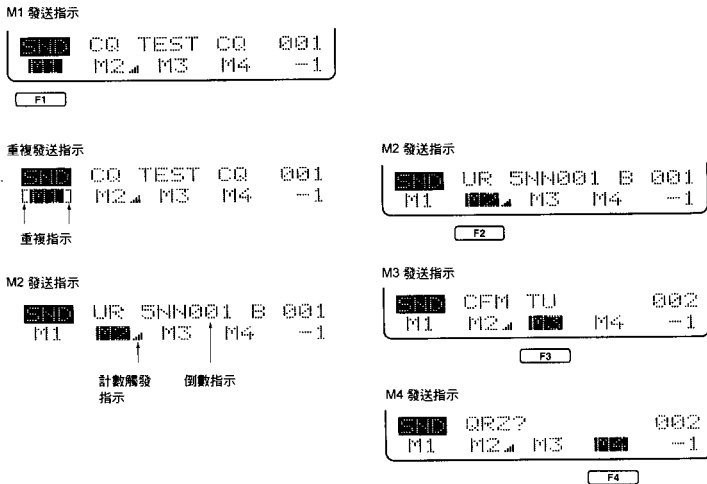 M1 發送指示
SND CQ TEST CQ 001
M1 M2 M3 M4 -1
F1
重複發送指示
SND CQ TEST CQ 001
[M1] M2 M3 M4 -1
重複指示
M2 發送指示
SND UR 5NN001 B 001
M1 M2 M3 M4 -1
計數觸發
指示
倒數指示
M2 發送指示
SND UR 5NN001 B 001
M1 M2 M3 M4 -1
F2
M3 發送指示
SND CFM TU 002
M1 M2 M3 M4 -1
F3
M4 發送指示
SND QRZ? 002
M1 M2 M3 M4 -1
F4